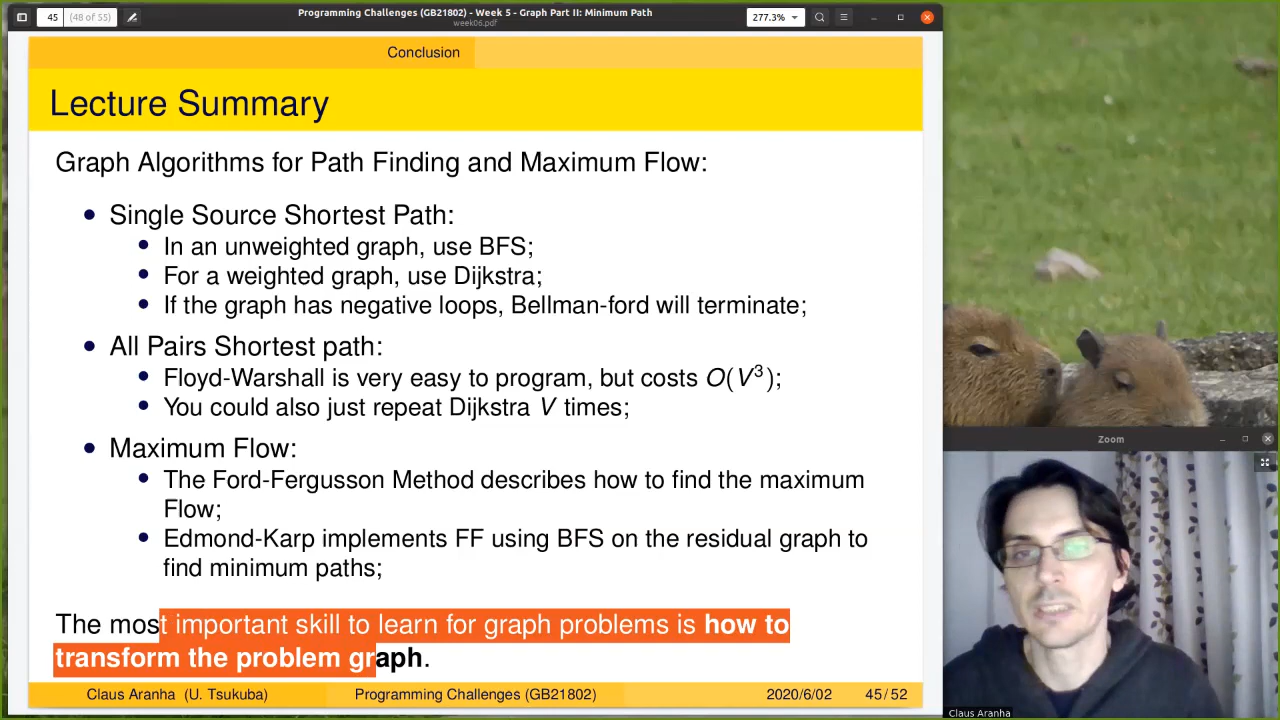 45
(48 of 55)
Programming Challenges (GB21802) - Week 5 - Graph Part II: Minimum Path
week06.pdf
277.3%
Conclusion
Lecture Summary
Graph Algorithms for Path Finding and Maximum Flow:
Single Source Shortest Path:
In an unweighted graph, use BFS;
For a weighted graph, use Dijkstra;
If the graph has negative loops, Bellman-ford will terminate;
All Pairs Shortest path:
Floyd-Warshall is very easy to program, but costs O(V³);
You could also just repeat Dijkstra V times;
Maximum Flow:
The Ford-Fergusson Method describes how to find the maximum
Flow;
Edmond-Karp implements FF using BFS on the residual graph to
find minimum paths;
The most important skill to learn for graph problems is how to
transform the problem graph.
Claus Aranha (U. Tsukuba)
Programming Challenges (GB21802)
2020/6/02
45/52
Zoom
Claus Aranha